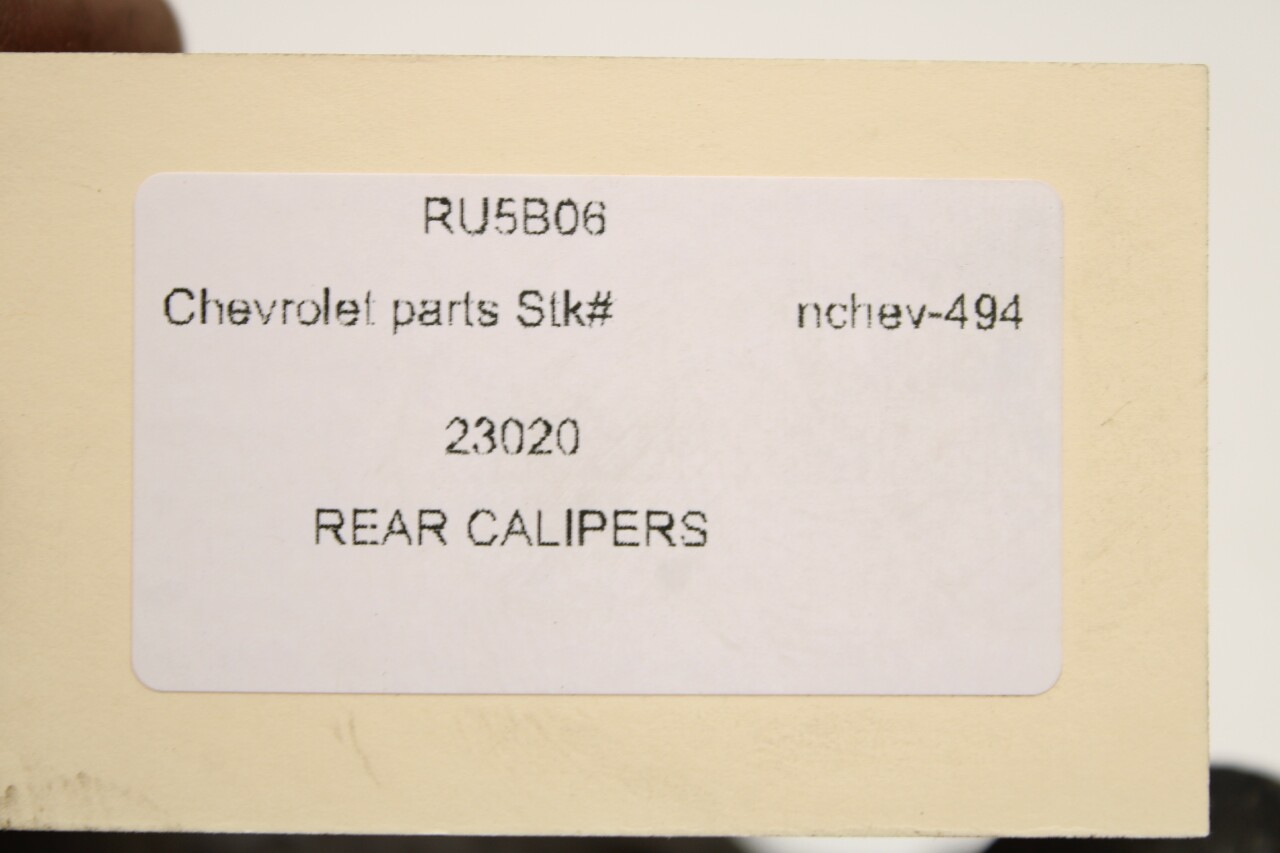 RU5B06
Chevrolet parts Stk# nchev-494
23020
REAR CALIPERS